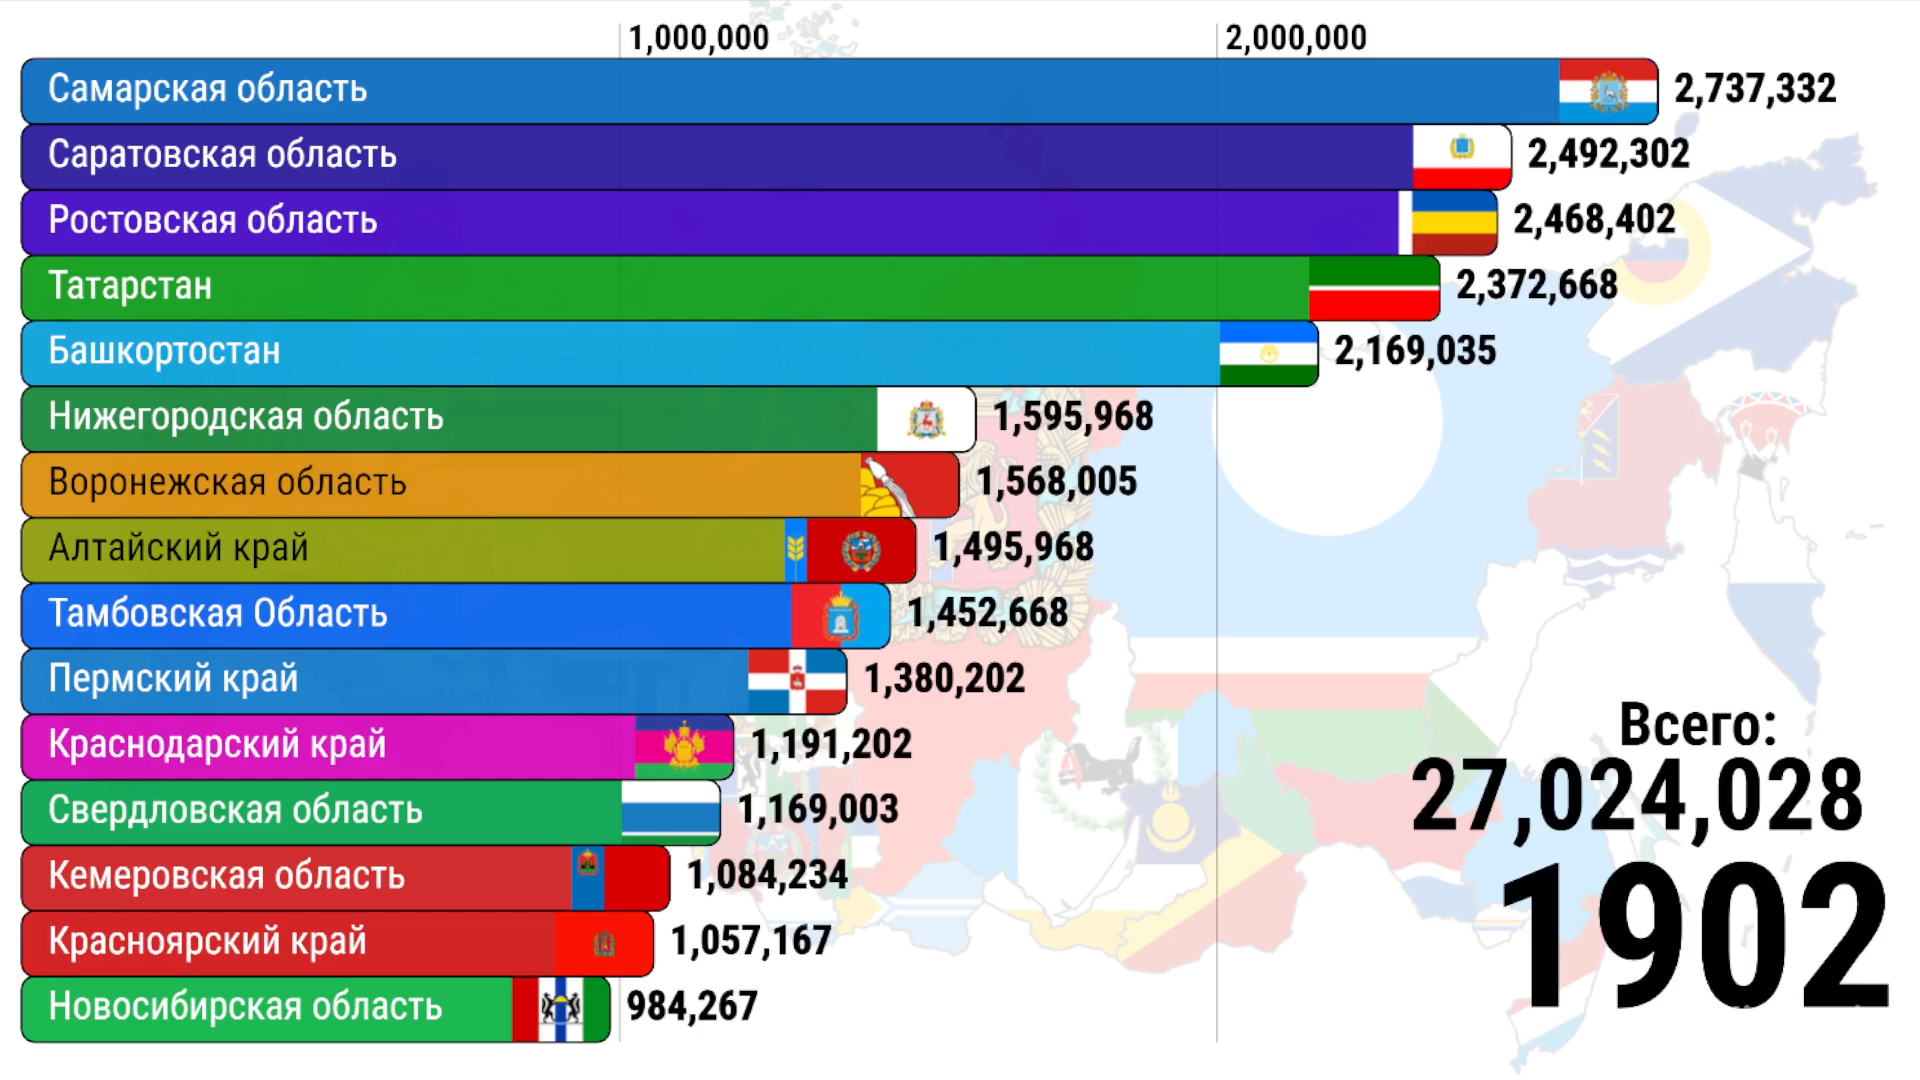 1,000,000 2,000,000
Самарская область 2,737,332
Саратовская область 2,492,302
Ростовская область 2,468,402
Татарстан 2,372,668
Башкортостан 2,169,035
Нижегородская область 1,595,968
Воронежская область 1,568,005
Алтайский край 1,495,968
Тамбовская Область 1,452,668
Пермский край 1,380,202
Краснодарский край 1,191,202
Свердловская область 1,169,003
Кемеровская область 1,084,234
Красноярский край 1,057,167
Новосибирская область 984,267
Всего:
27,024,028
1902